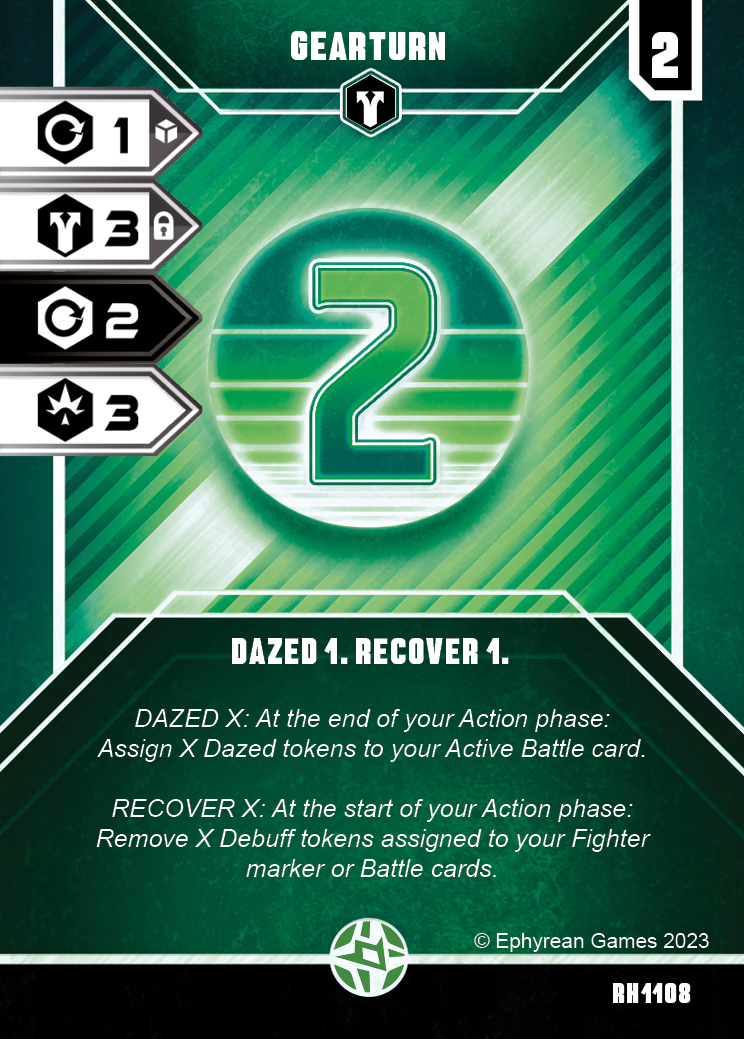 GEARTURN
2
1
3
2
3
2
DAZED 1. RECOVER 1.
DAZED X: At the end of your Action phase:
Assign X Dazed tokens to your Active Battle card.
RECOVER X: At the start of your Action phase:
Remove X Debuff tokens assigned to your Fighter
marker or Battle cards.
© Ephyrean Games 2023
RH1108